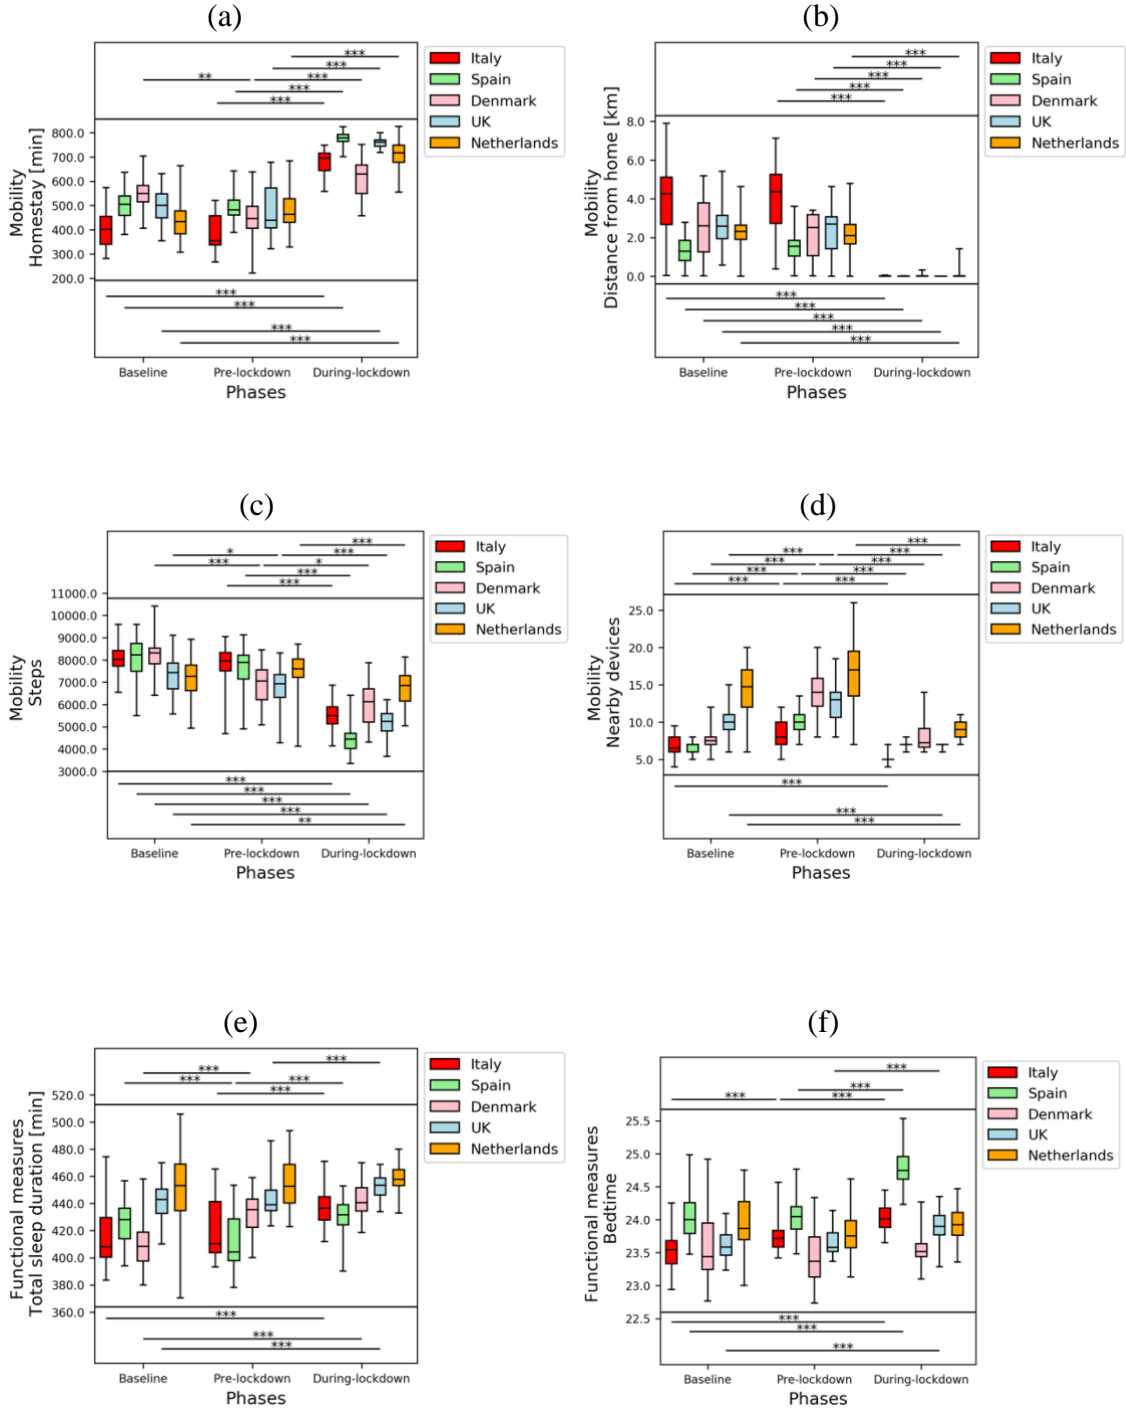 (a)
** *** *** *** *** ***
Mobility
Homestay [min]
800.0
700.0
600.0
500.0
400.0
300.0
200.0
*** *** *** ***
Baseline Pre-lockdown During-lockdown
Phases
Italy
Spain
Denmark
UK
Netherlands
(b)
*** *** *** *** ***
Mobility
Distance from home [km]
8.0
6.0
4.0
2.0
0.0
*** *** *** *** ***
Baseline Pre-lockdown During-lockdown
Phases
Italy
Spain
Denmark
UK
Netherlands
(c)
* *** *** *** * *** ***
Mobility
Steps
11000.0
10000.0
9000.0
8000.0
7000.0
6000.0
5000.0
4000.0
3000.0
*** *** *** *** **
Baseline Pre-lockdown During-lockdown
Phases
Italy
Spain
Denmark
UK
Netherlands
(d)
*** *** *** *** *** *** *** *** ***
Mobility
Nearby devices
25.0
20.0
15.0
10.0
5.0
*** *** ***
Baseline Pre-lockdown During-lockdown
Phases
Italy
Spain
Denmark
UK
Netherlands
(e)
*** *** *** *** ***
Functional measures
Total sleep duration [min]
520.0
500.0
480.0
460.0
440.0
420.0
400.0
380.0
360.0
*** *** ***
Baseline Pre-lockdown During-lockdown
Phases
Italy
Spain
Denmark
UK
Netherlands
(f)
*** *** *** ***
Functional measures
Bedtime
25.5
25.0
24.5
24.0
23.5
23.0
22.5
*** *** ***
Baseline Pre-lockdown During-lockdown
Phases
Italy
Spain
Denmark
UK
Netherlands